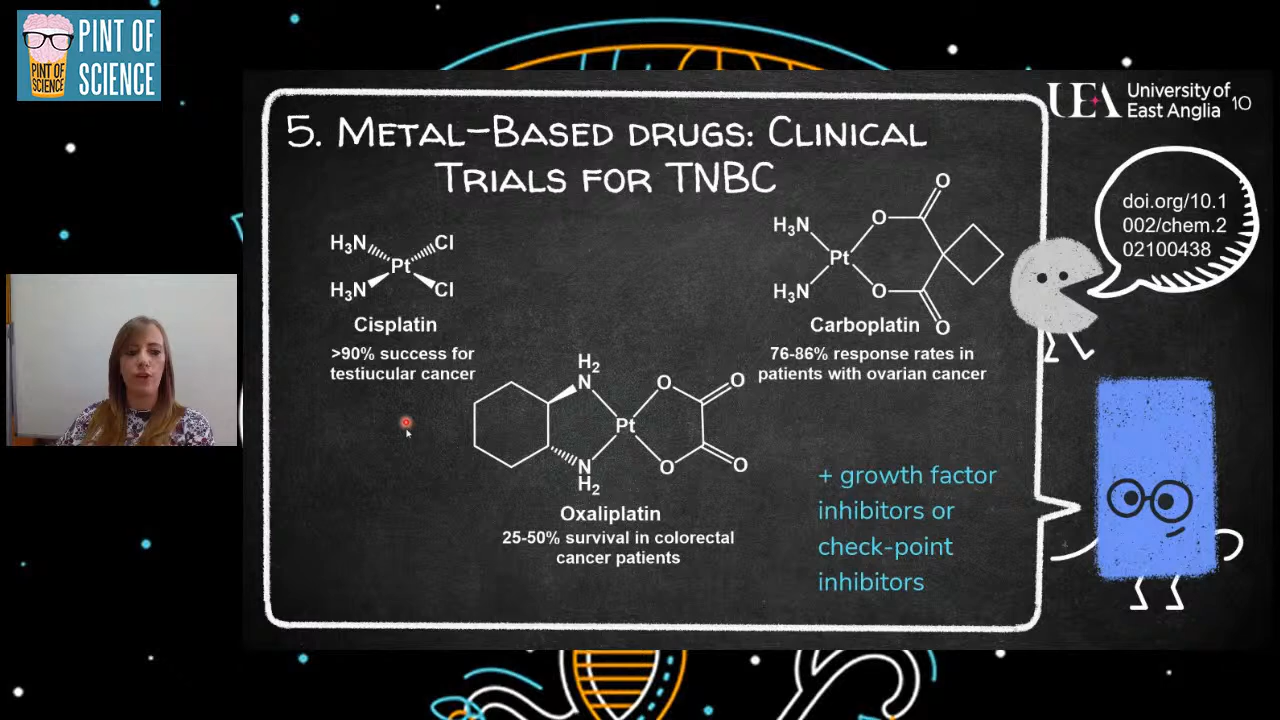 PINT OF
SCIENCE
PINT OF
SCIENCE
UEA University of
East Anglia
10
5. METAL-BASED DRUGS: CLINICAL
TRIALS FOR TNBC
doi.org/10.1
002/chem.2
02100438
H3N Cl
Pt
H3N Cl
Cisplatin
>90% success for
testiucular cancer
O
H3N O
Pt
H3N O
O
Carboplatin
76-86% response rates in
patients with ovarian cancer
H2
N O O
Pt
N O O
H2
Oxaliplatin
25-50% survival in colorectal
cancer patients
+ growth factor
inhibitors or
check-point
inhibitors